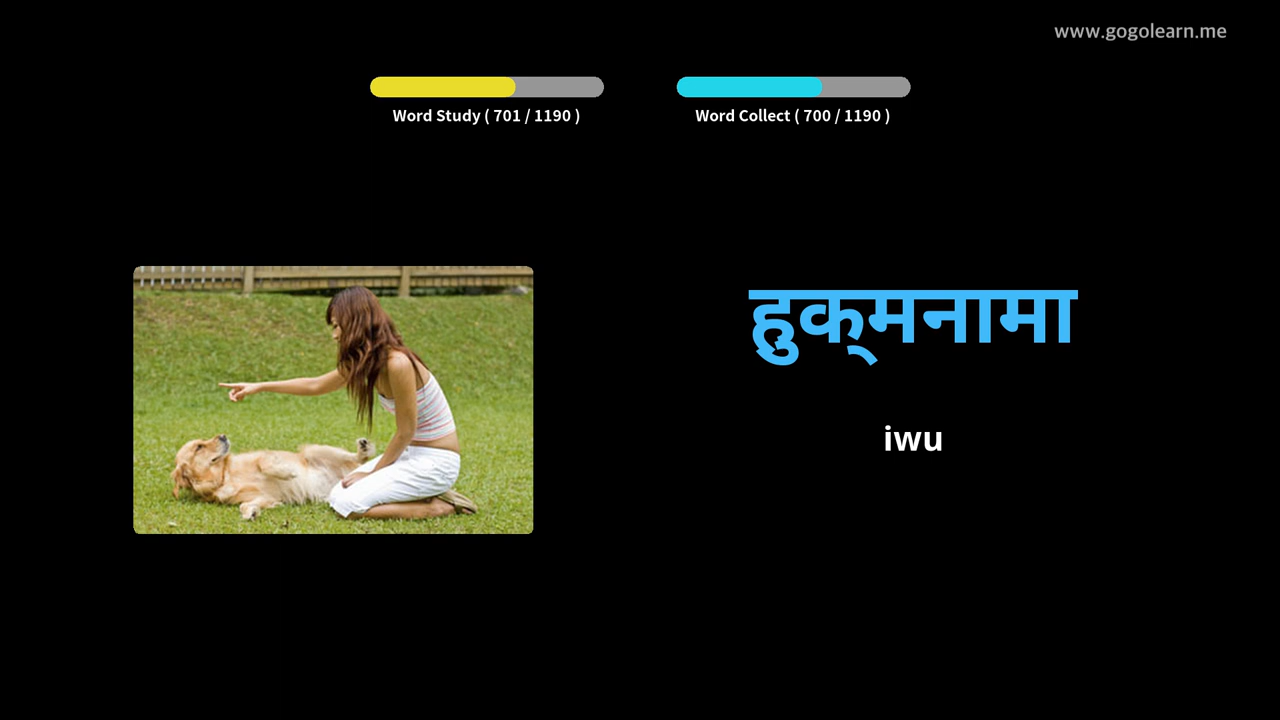 www.gogolearn.me
Word Study ( 701 / 1190 )
Word Collect ( 700 / 1190 )
हुक्‌मनामा
iwu